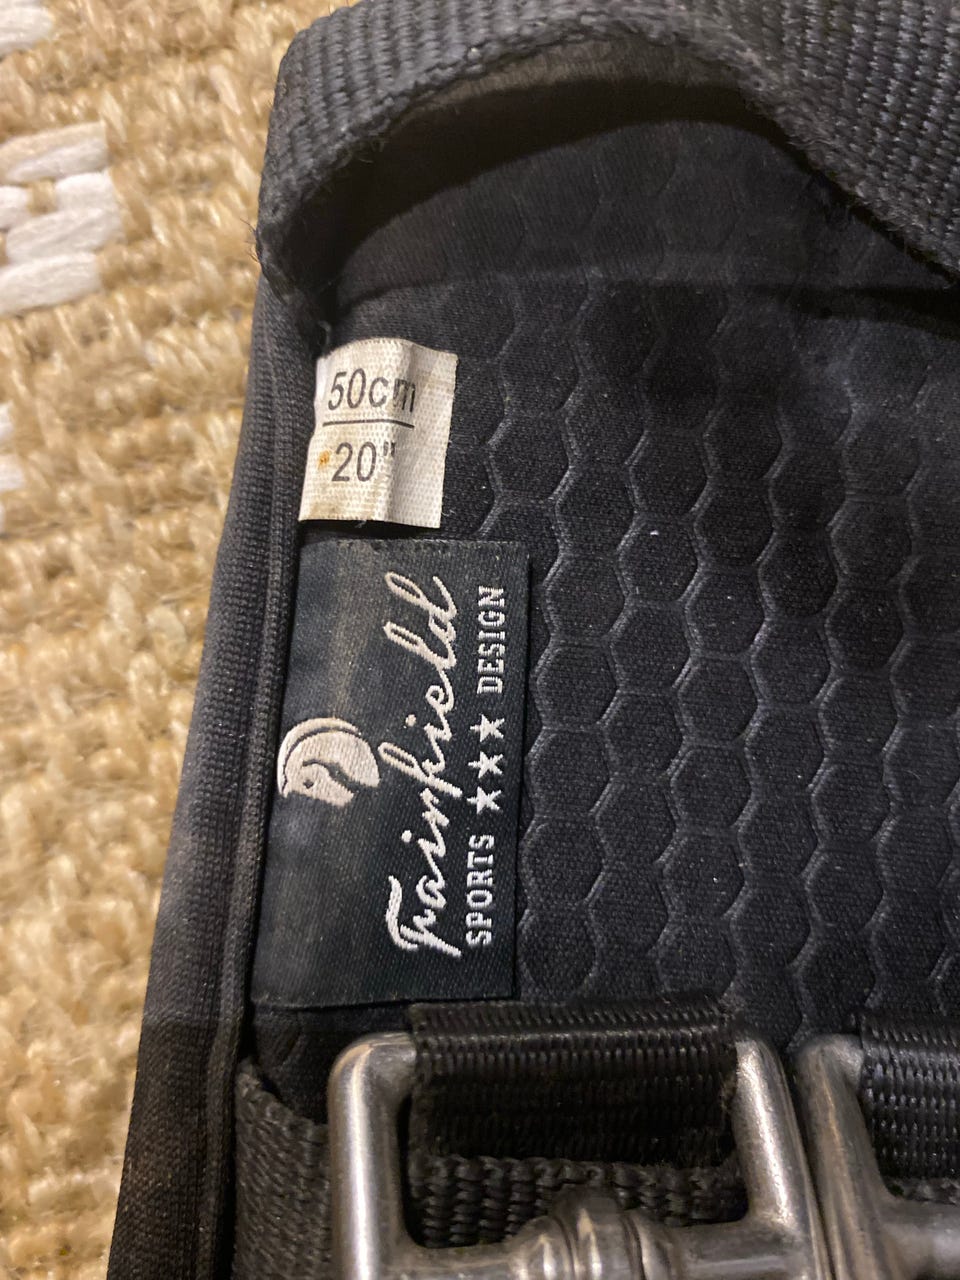 50cm
20"
Fairfield
SPORTS ★★★ DESIGN